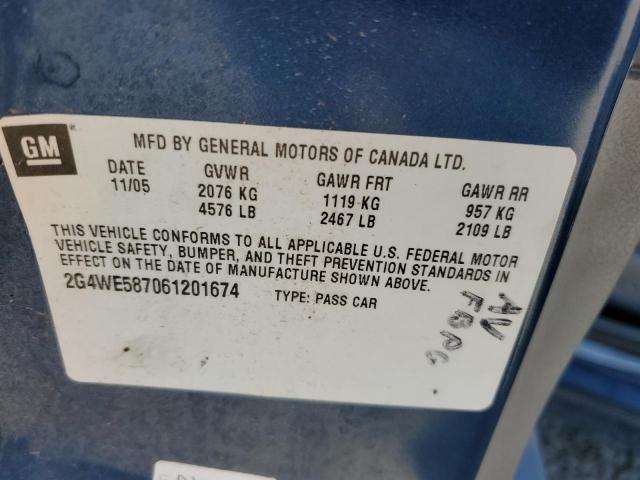 GM
MFD BY GENERAL MOTORS OF CANADA LTD.
DATE GVWR GAWR FRT GAWR RR
11/05 2076 KG 1119 KG 957 KG
4576 LB 2467 LB 2109 LB
THIS VEHICLE CONFORMS TO ALL APPLICABLE U.S. FEDERAL MOTOR
VEHICLE SAFETY, BUMPER, AND THEFT PREVENTION STANDARDS IN
EFFECT ON THE DATE OF MANUFACTURE SHOWN ABOVE.
2G4WE587061201674 TYPE: PASS CAR
AV